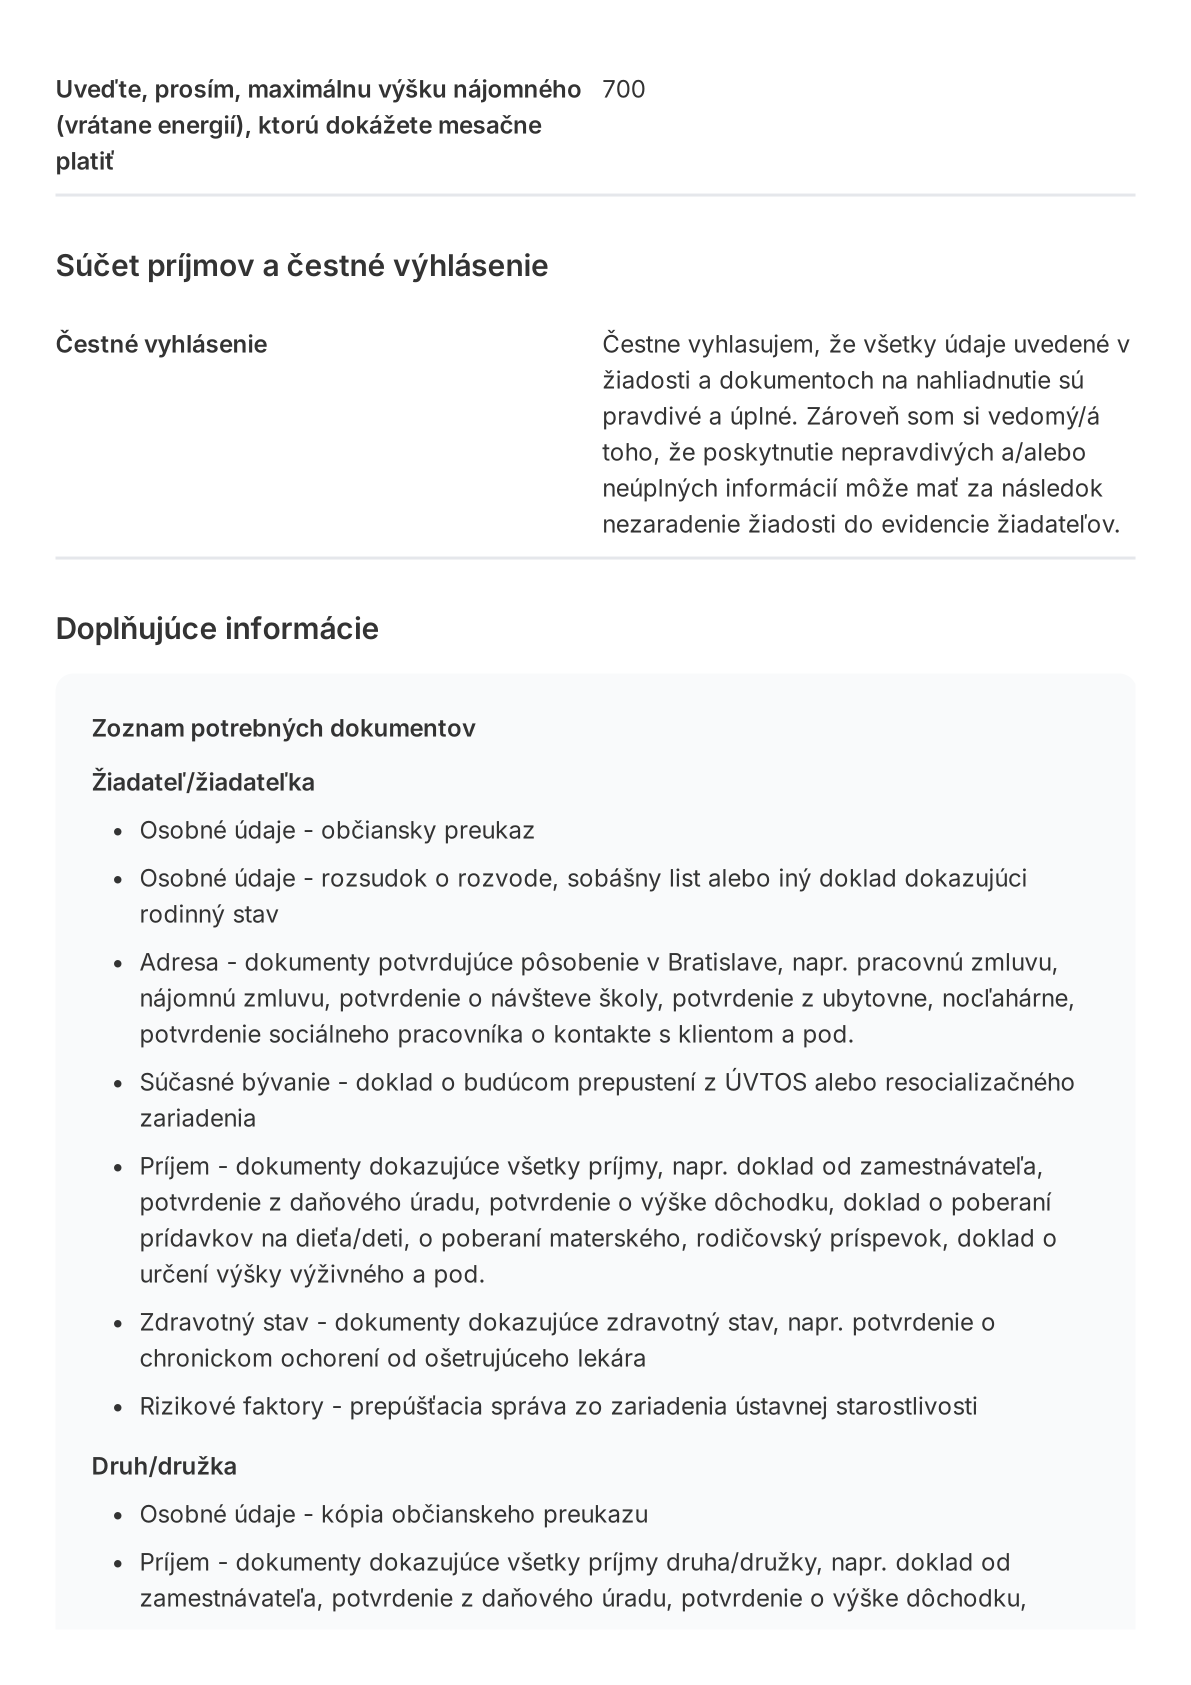 Uveďte, prosím, maximálnu výšku nájomného 700
(vrátane energií), ktorú dokážete mesačne
platiť
Súčet príjmov a čestné výhlásenie
Čestné vyhlásenie
Čestne vyhlasujem, že všetky údaje uvedené v
žiadosti a dokumentoch na nahliadnutie sú
pravdivé a úplné. Zároveň som si vedomý/á
toho, že poskytnutie nepravdivých a/alebo
neúplných informácií môže mať za následok
nezaradenie žiadosti do evidencie žiadateľov.
Doplňujúce informácie
Zoznam potrebných dokumentov
Žiadateľ/žiadateľka
• Osobné údaje - občiansky preukaz
• Osobné údaje - rozsudok o rozvode, sobášny list alebo iný doklad dokazujúci
rodinný stav
• Adresa - dokumenty potvrdujúce pôsobenie v Bratislave, napr. pracovnú zmluvu,
nájomnú zmluvu, potvrdenie o návšteve školy, potvrdenie z ubytovne, nocľahárne,
potvrdenie sociálneho pracovníka o kontakte s klientom a pod.
• Súčasné bývanie - doklad o budúcom prepustení z ÚVTOS alebo resocializačného
zariadenia
• Príjem - dokumenty dokazujúce všetky príjmy, napr. doklad od zamestnávateľa,
potvrdenie z daňového úradu, potvrdenie o výške dôchodku, doklad o poberaní
prídavkov na dieťa/deti, o poberaní materského, rodičovský príspevok, doklad o
určení výšky výživného a pod.
• Zdravotný stav - dokumenty dokazujúce zdravotný stav, napr. potvrdenie o
chronickom ochorení od ošetrujúceho lekára
• Rizikové faktory - prepúšťacia správa zo zariadenia ústavnej starostlivosti
Druh/družka
• Osobné údaje - kópia občianskeho preukazu
• Príjem - dokumenty dokazujúce všetky príjmy druha/družky, napr. doklad od
zamestnávateľa, potvrdenie z daňového úradu, potvrdenie o výške dôchodku,